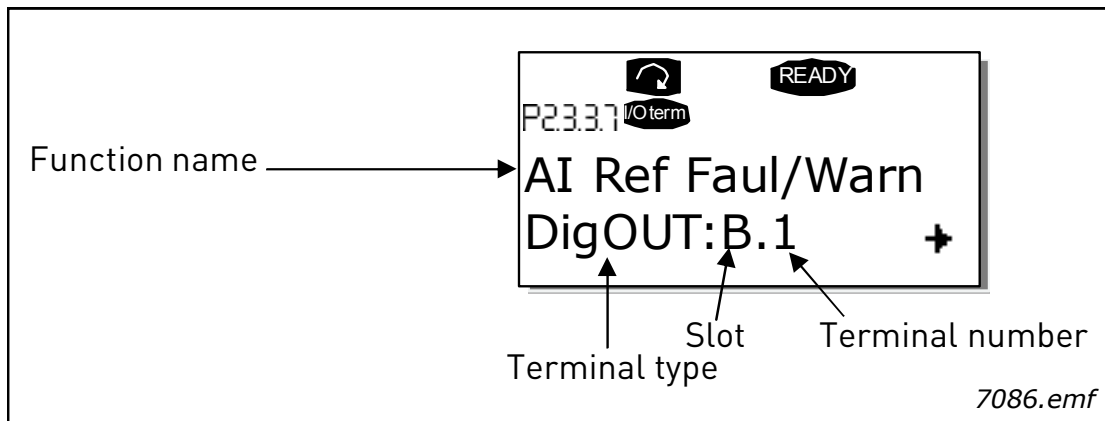 READY
P2.3.3.7 I/Oterm
Function name
AI Ref Faul/Warn
DigOUT:B.1
Slot
Terminal number
Terminal type
7086.emf